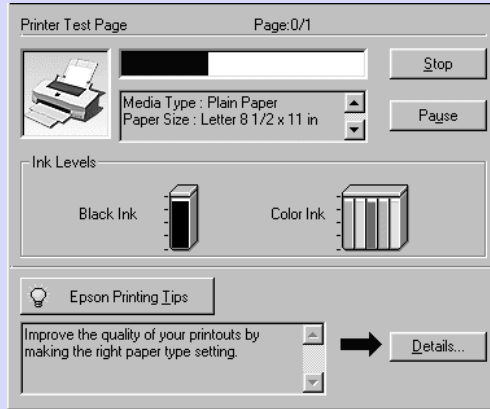 Printer Test Page Page:0/1
Stop
Media Type : Plain Paper
Paper Size : Letter 8 1/2 x 11 in
Pause
Ink Levels
Black Ink Color Ink
Epson Printing Tips
Improve the quality of your printouts by
making the right paper type setting.
Details...